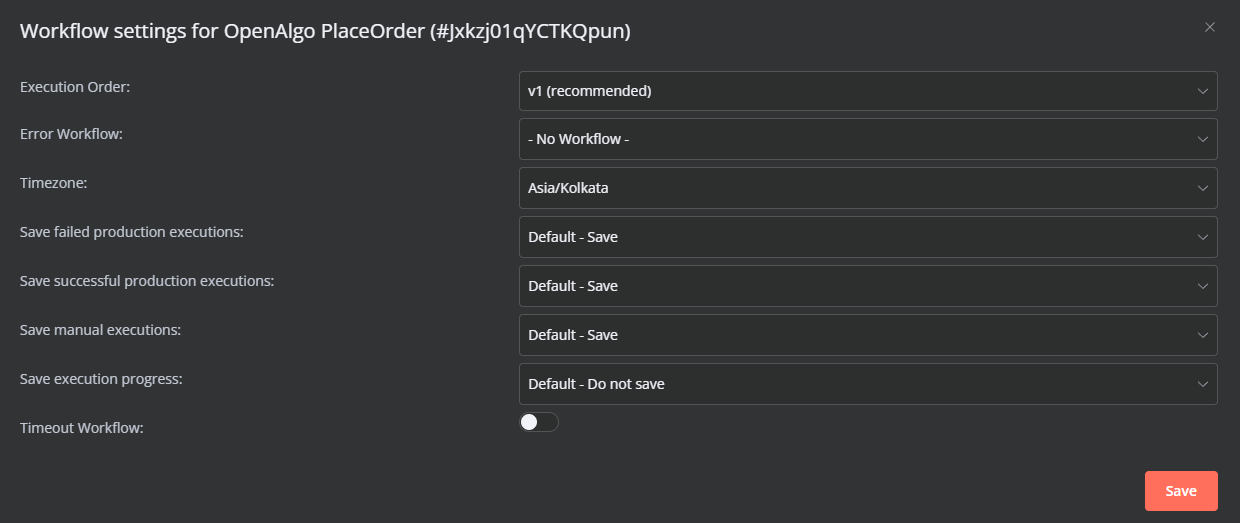 Workflow settings for OpenAlgo PlaceOrder (#Jxkzj01qYCTKQpun)
Execution Order:
v1 (recommended)
Error Workflow:
- No Workflow -
Timezone:
Asia/Kolkata
Save failed production executions:
Default - Save
Save successful production executions:
Default - Save
Save manual executions:
Default - Save
Save execution progress:
Default - Do not save
Timeout Workflow:
Save